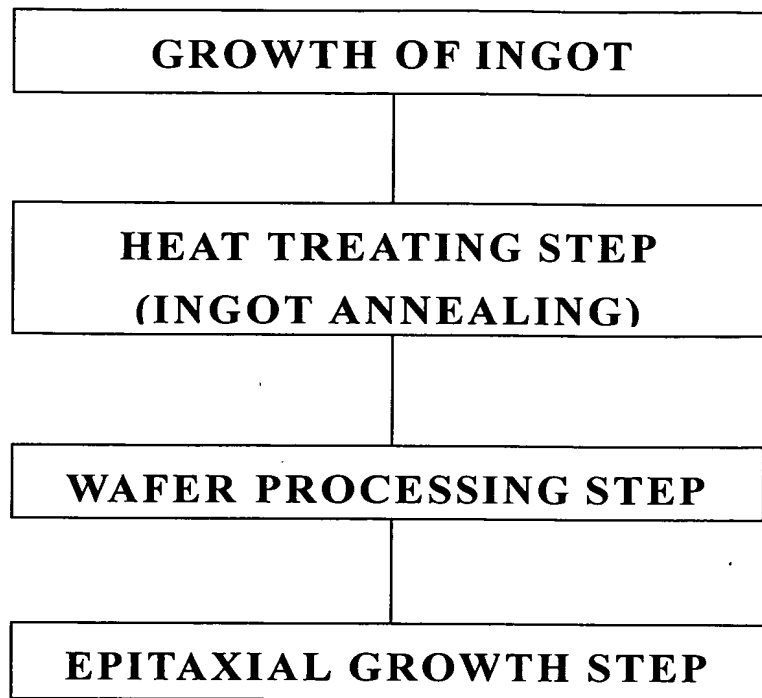 GROWTH OF INGOT
HEAT TREATING STEP
(INGOT ANNEALING)
WAFER PROCESSING STEP
EPITAXIAL GROWTH STEP